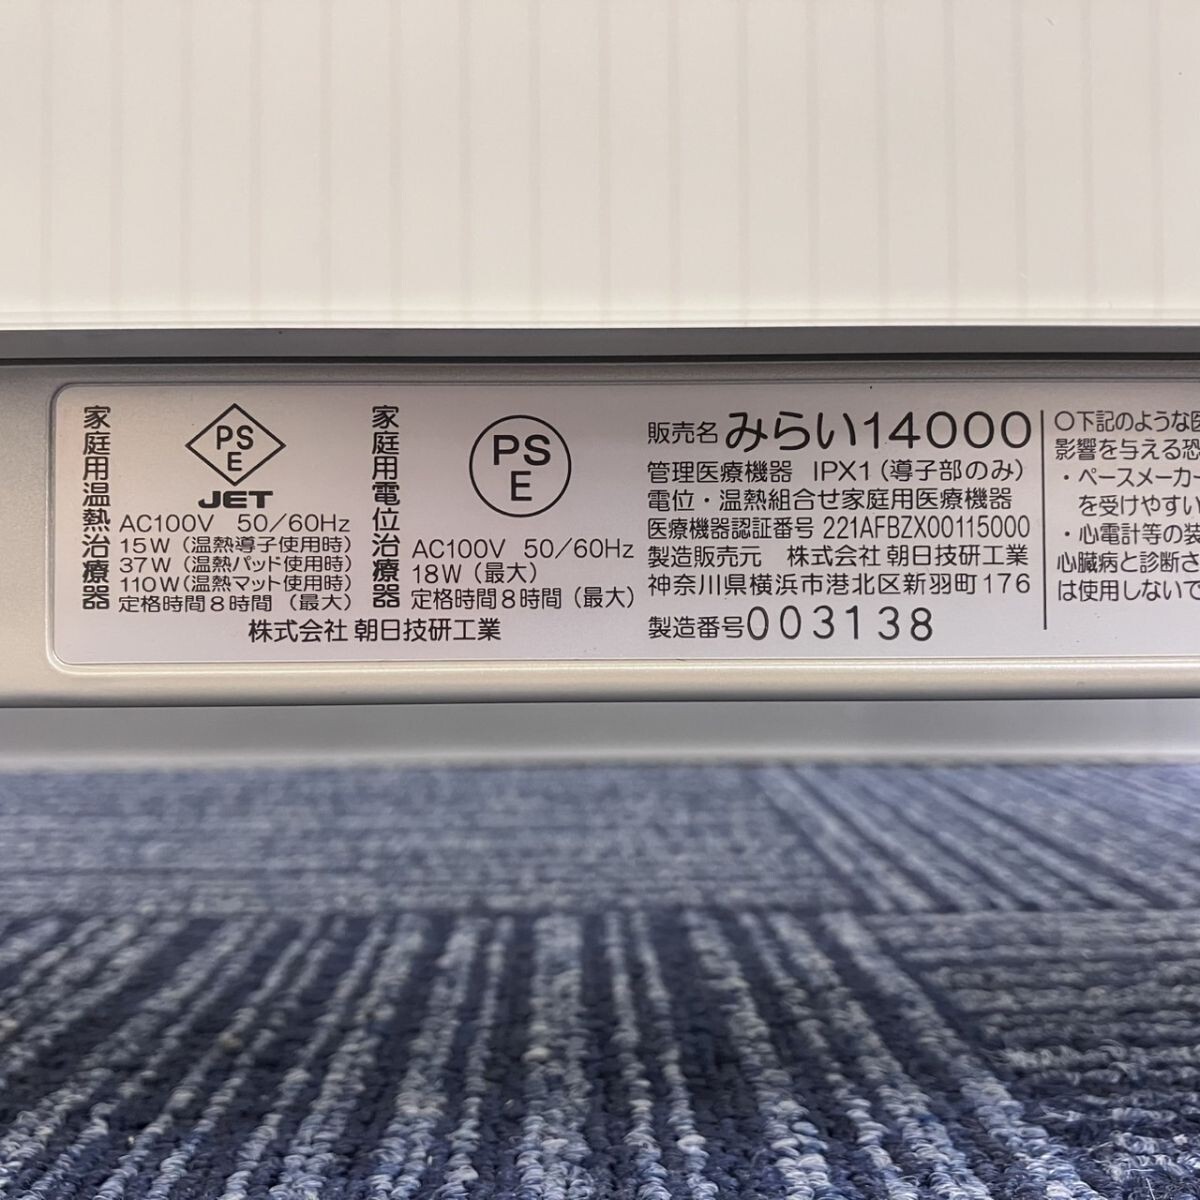 家庭用温熱治療器
PS
E
JET
AC100V 50/60Hz
15W（温熱導子使用時）
37W（温熱パッド使用時）
110W（温熱マット使用時）
定格時間8時間（最大）
家庭用電位治療器
PS
E
AC100V 50/60Hz
18W（最大）
定格時間8時間（最大）
株式会社 朝日技研工業
販売名 みらい14000
管理医療機器 IPX1（導子部のみ）
電位・温熱組合せ家庭用医療機器
医療機器認証番号 221AFBZX00115000
製造販売元 株式会社 朝日技研工業
神奈川県横浜市港北区新羽町176
製造番号 003138
○下記のような医
影響を与える恐
・ペースメーカー
を受けやすい
・心電計等の装
心臓病と診断さ
は使用しないで